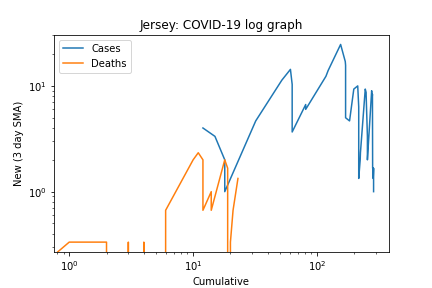 Jersey: COVID-19 log graph
Cases
Deaths
New (3 day SMA)
10¹
10⁰
10⁰
10¹
10²
Cumulative